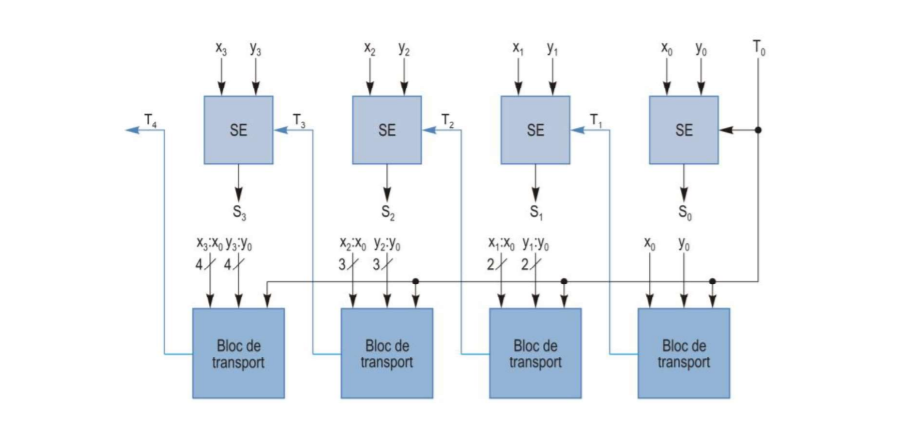 x3 y3 x2 y2 x1 y1 x0 y0 T0
T4 SE T3 SE T2 SE T1 SE
S3 S2 S1 S0
x3:x0 y3:y0 x2:x0 y2:y0 x1:x0 y1:y0 x0 y0
4 4 3 3 2 2
Bloc de Bloc de Bloc de Bloc de
transport transport transport transport